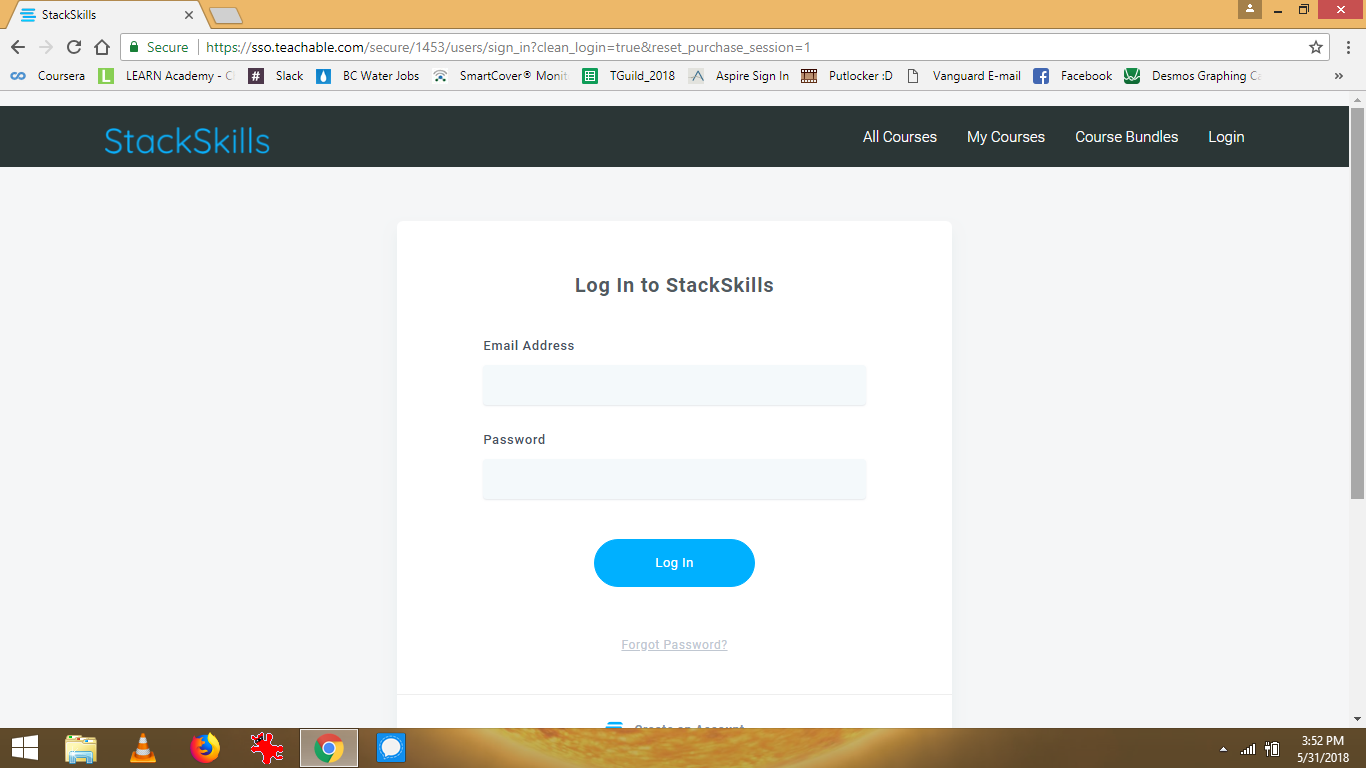 StackSkills
Secure https://sso.teachable.com/secure/1453/users/sign_in?clean_login=true&reset_purchase_session=1
Coursera LEARN Academy - Slack BC Water Jobs SmartCover® Monit TGuild_2018 Aspire Sign In Putlocker :D Vanguard E-mail Facebook Desmos Graphing »
StackSkills All Courses My Courses Course Bundles Login
Log In to StackSkills
Email Address
Password
Log In
Forgot Password?
Create an Account
3:52 PM
5/31/2018